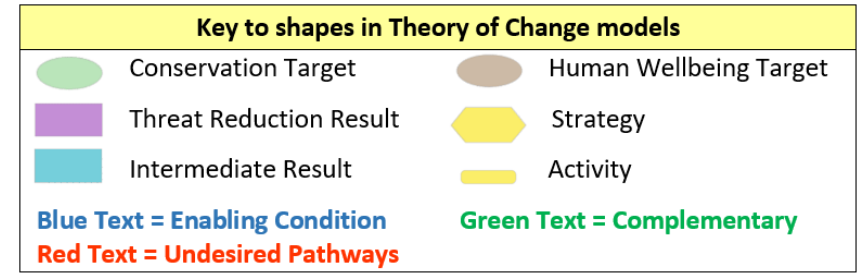 Key to shapes in Theory of Change models
Conservation Target Human Wellbeing Target
Threat Reduction Result Strategy
Intermediate Result Activity
Blue Text = Enabling Condition Green Text = Complementary
Red Text = Undesired Pathways